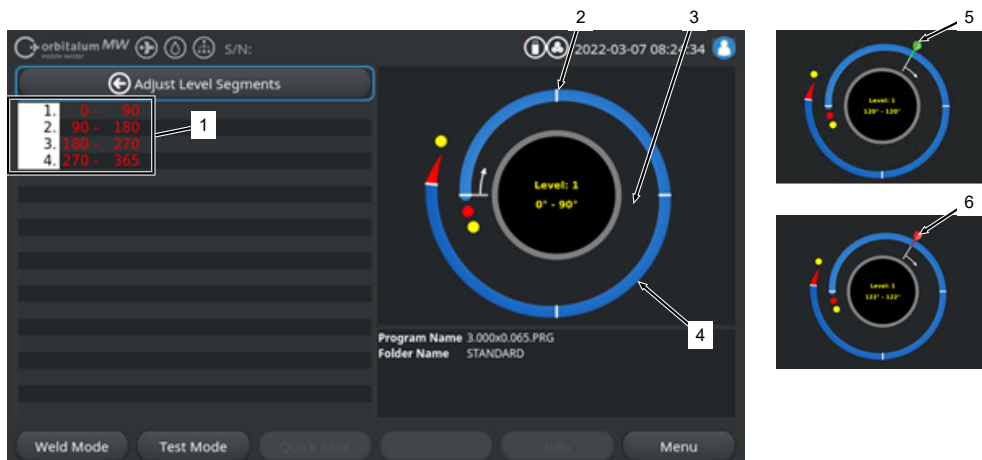 2
3
5
orbitalum MW
mobile welder
S/N:
2022-03-07 08:24:34
Adjust Level Segments
1. 0 - 90
2. 90 - 180
3. 180 - 270
4. 270 - 365
1
Level: 1
0° - 90°
Level: 1
120° - 120°
6
Level: 1
122° - 122°
4
Program Name 3.000x0.065.PRG
Folder Name STANDARD
Weld Mode
Test Mode
Quick Save
Info
Menu